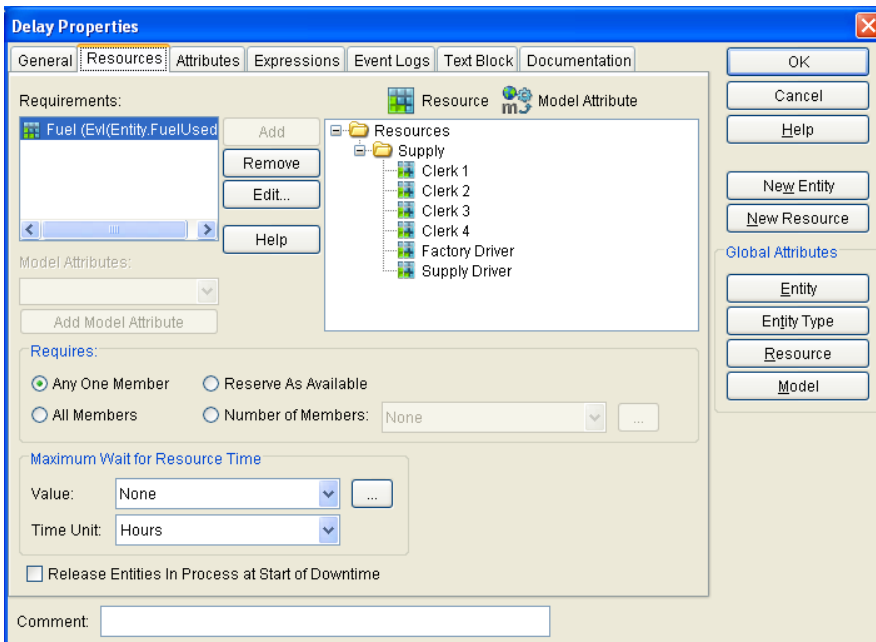 Delay Properties
General Resources Attributes Expressions Event Logs Text Block Documentation
OK
Cancel
Help
Requirements:
Resource Model Attribute
Fuel (Evl(Entity.FuelUsed
Add
Remove
Edit...
Help
Resources
Supply
Clerk 1
Clerk 2
Clerk 3
Clerk 4
Factory Driver
Supply Driver
New Entity
New Resource
Global Attributes
Entity
Entity Type
Resource
Model
Model Attributes:
Add Model Attribute
Requires:
Any One Member Reserve As Available
All Members Number of Members: None ...
Maximum Wait for Resource Time
Value: None ...
Time Unit: Hours
Release Entities In Process at Start of Downtime
Comment: